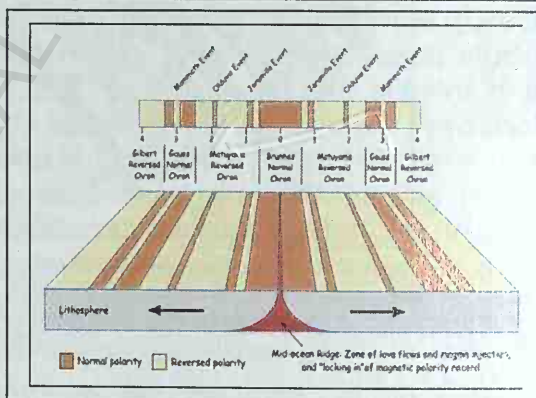 AL
Mammoth Event
Olduvai Event
Jaramillo Event
Jaramillo Event
Olduvai Event
Mammoth Event
4 3 2 1 0 1 2 3 4
Gilbert Reversed Chron
Gauss Normal Chron
Matuyama Reversed Chron
Brunhes Normal Chron
Matuyama Reversed Chron
Gauss Normal Chron
Gilbert Reversed Chron
Lithosphere
Mid-ocean Ridge: Zone of lava flows and magma injection,
and "locking in" of magnetic polarity record
Normal polarity
Reversed polarity